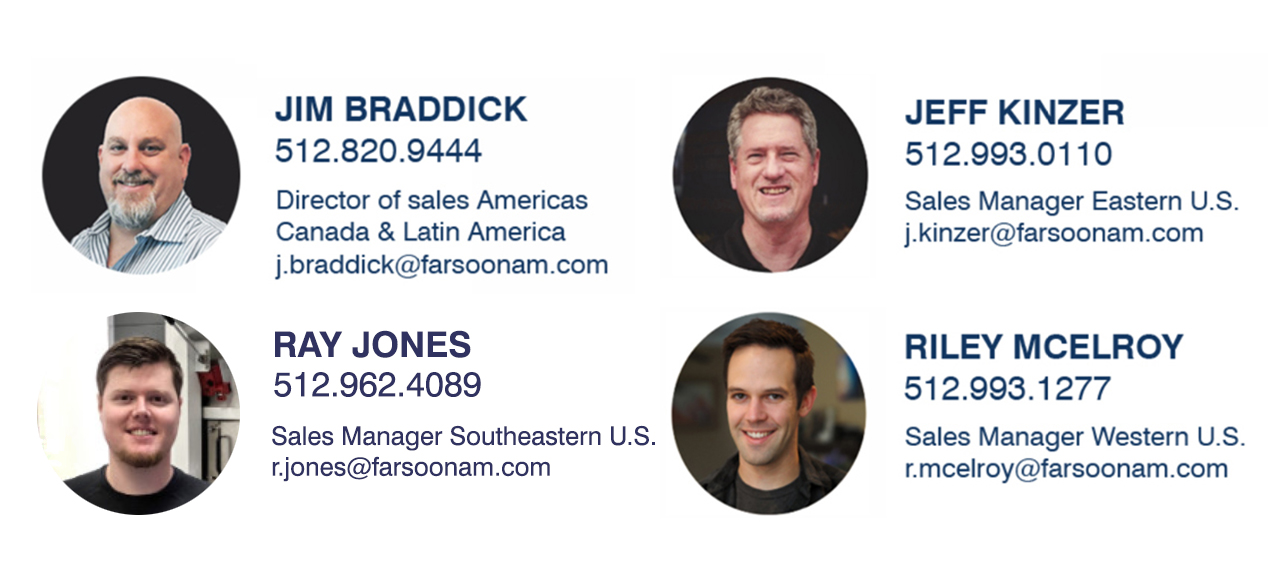 JIM BRADDICK
512.820.9444
Director of sales Americas
Canada & Latin America
j.braddick@farsoonam.com
JEFF KINZER
512.993.0110
Sales Manager Eastern U.S.
j.kinzer@farsoonam.com
RAY JONES
512.962.4089
Sales Manager Southeastern U.S.
r.jones@farsoonam.com
RILEY MCELROY
512.993.1277
Sales Manager Western U.S.
r.mcelroy@farsoonam.com